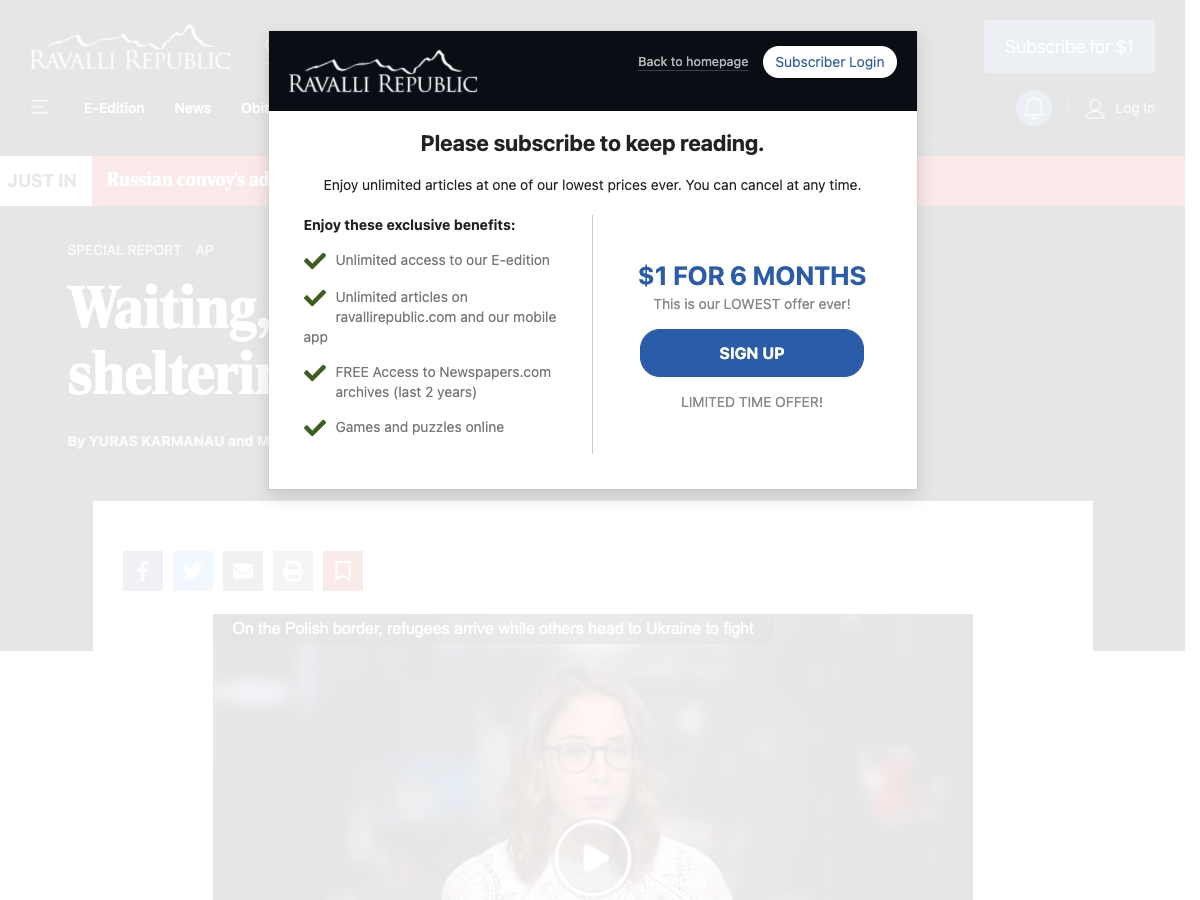 RAVALLI REPUBLIC
Subscribe for $1
E-Edition
News
Log In
JUST IN
Russian convoy's
SPECIAL REPORT AP
Waiting,
By YURAS KARMANAU and
RAVALLI REPUBLIC
Back to homepage
Subscriber Login
Please subscribe to keep reading.
Enjoy unlimited articles at one of our lowest prices ever. You can cancel at any time.
Enjoy these exclusive benefits:
Unlimited access to our E-edition
Unlimited articles on
ravallirepublic.com and our mobile
app
FREE Access to Newspapers.com
archives (last 2 years)
Games and puzzles online
$1 FOR 6 MONTHS
This is our LOWEST offer ever!
SIGN UP
LIMITED TIME OFFER!
On the Polish border, refugees arrive while others head to Ukraine to fight